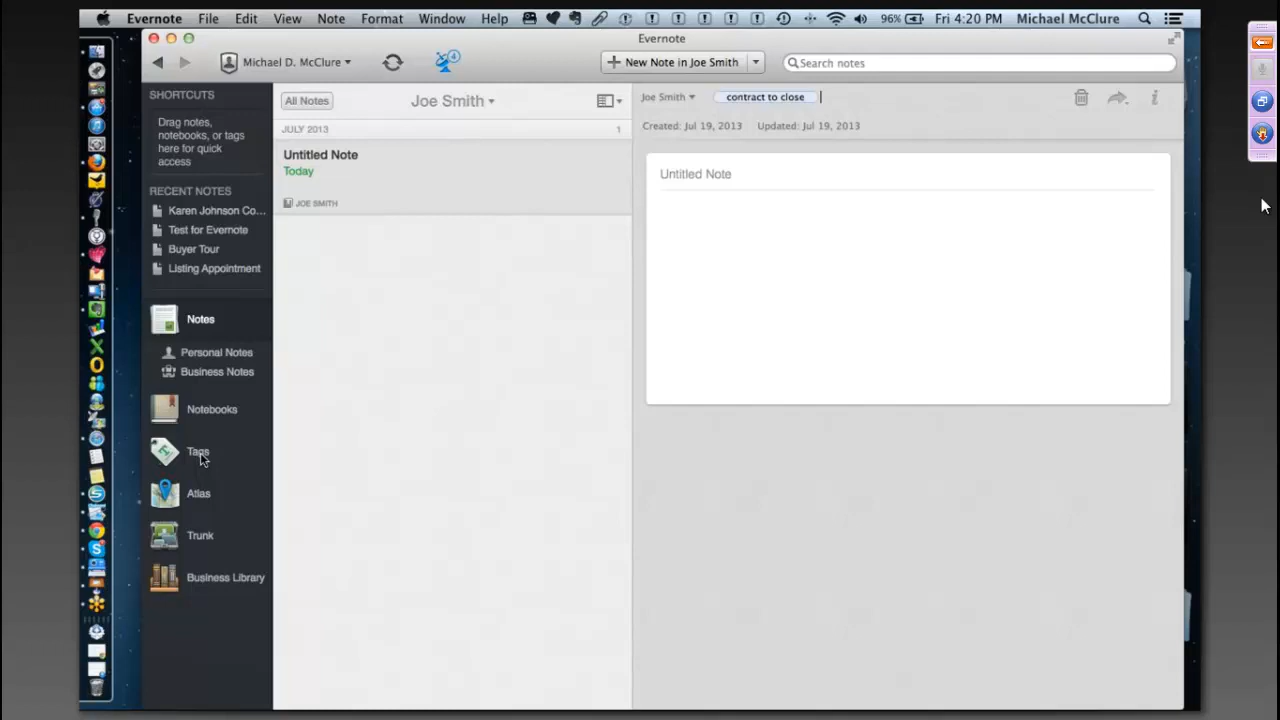 Evernote File Edit View Note Format Window Help 96% Fri 4:20 PM Michael McClure
Evernote
Michael D. McClure
4
New Note in Joe Smith
Search notes
SHORTCUTS
Drag notes,
notebooks, or tags
here for quick
access
RECENT NOTES
Karen Johnson Co...
Test for Evernote
Buyer Tour
Listing Appointment
Notes
Personal Notes
Business Notes
Notebooks
Tags
Atlas
Trunk
Business Library
All Notes
Joe Smith
JULY 2013 1
Untitled Note
Today
JOE SMITH
Joe Smith contract to close
Created: Jul 19, 2013 Updated: Jul 19, 2013
Untitled Note